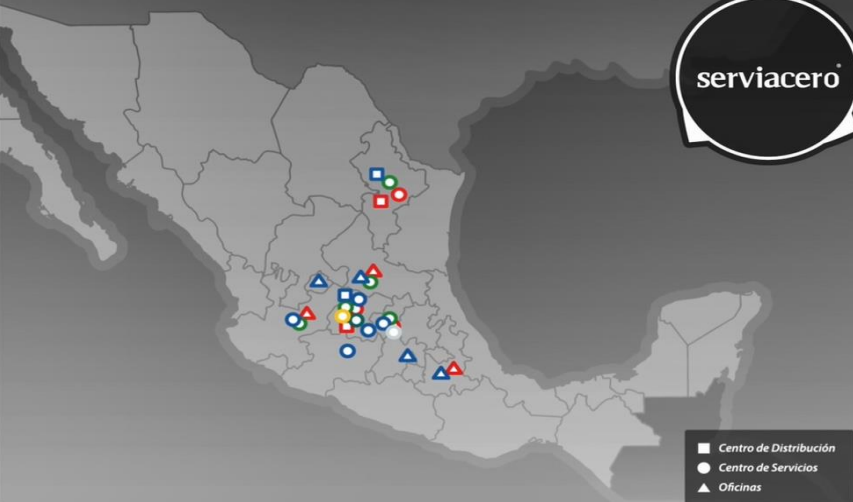 serviacero®
Centro de Distribución
Centro de Servicios
Oficinas